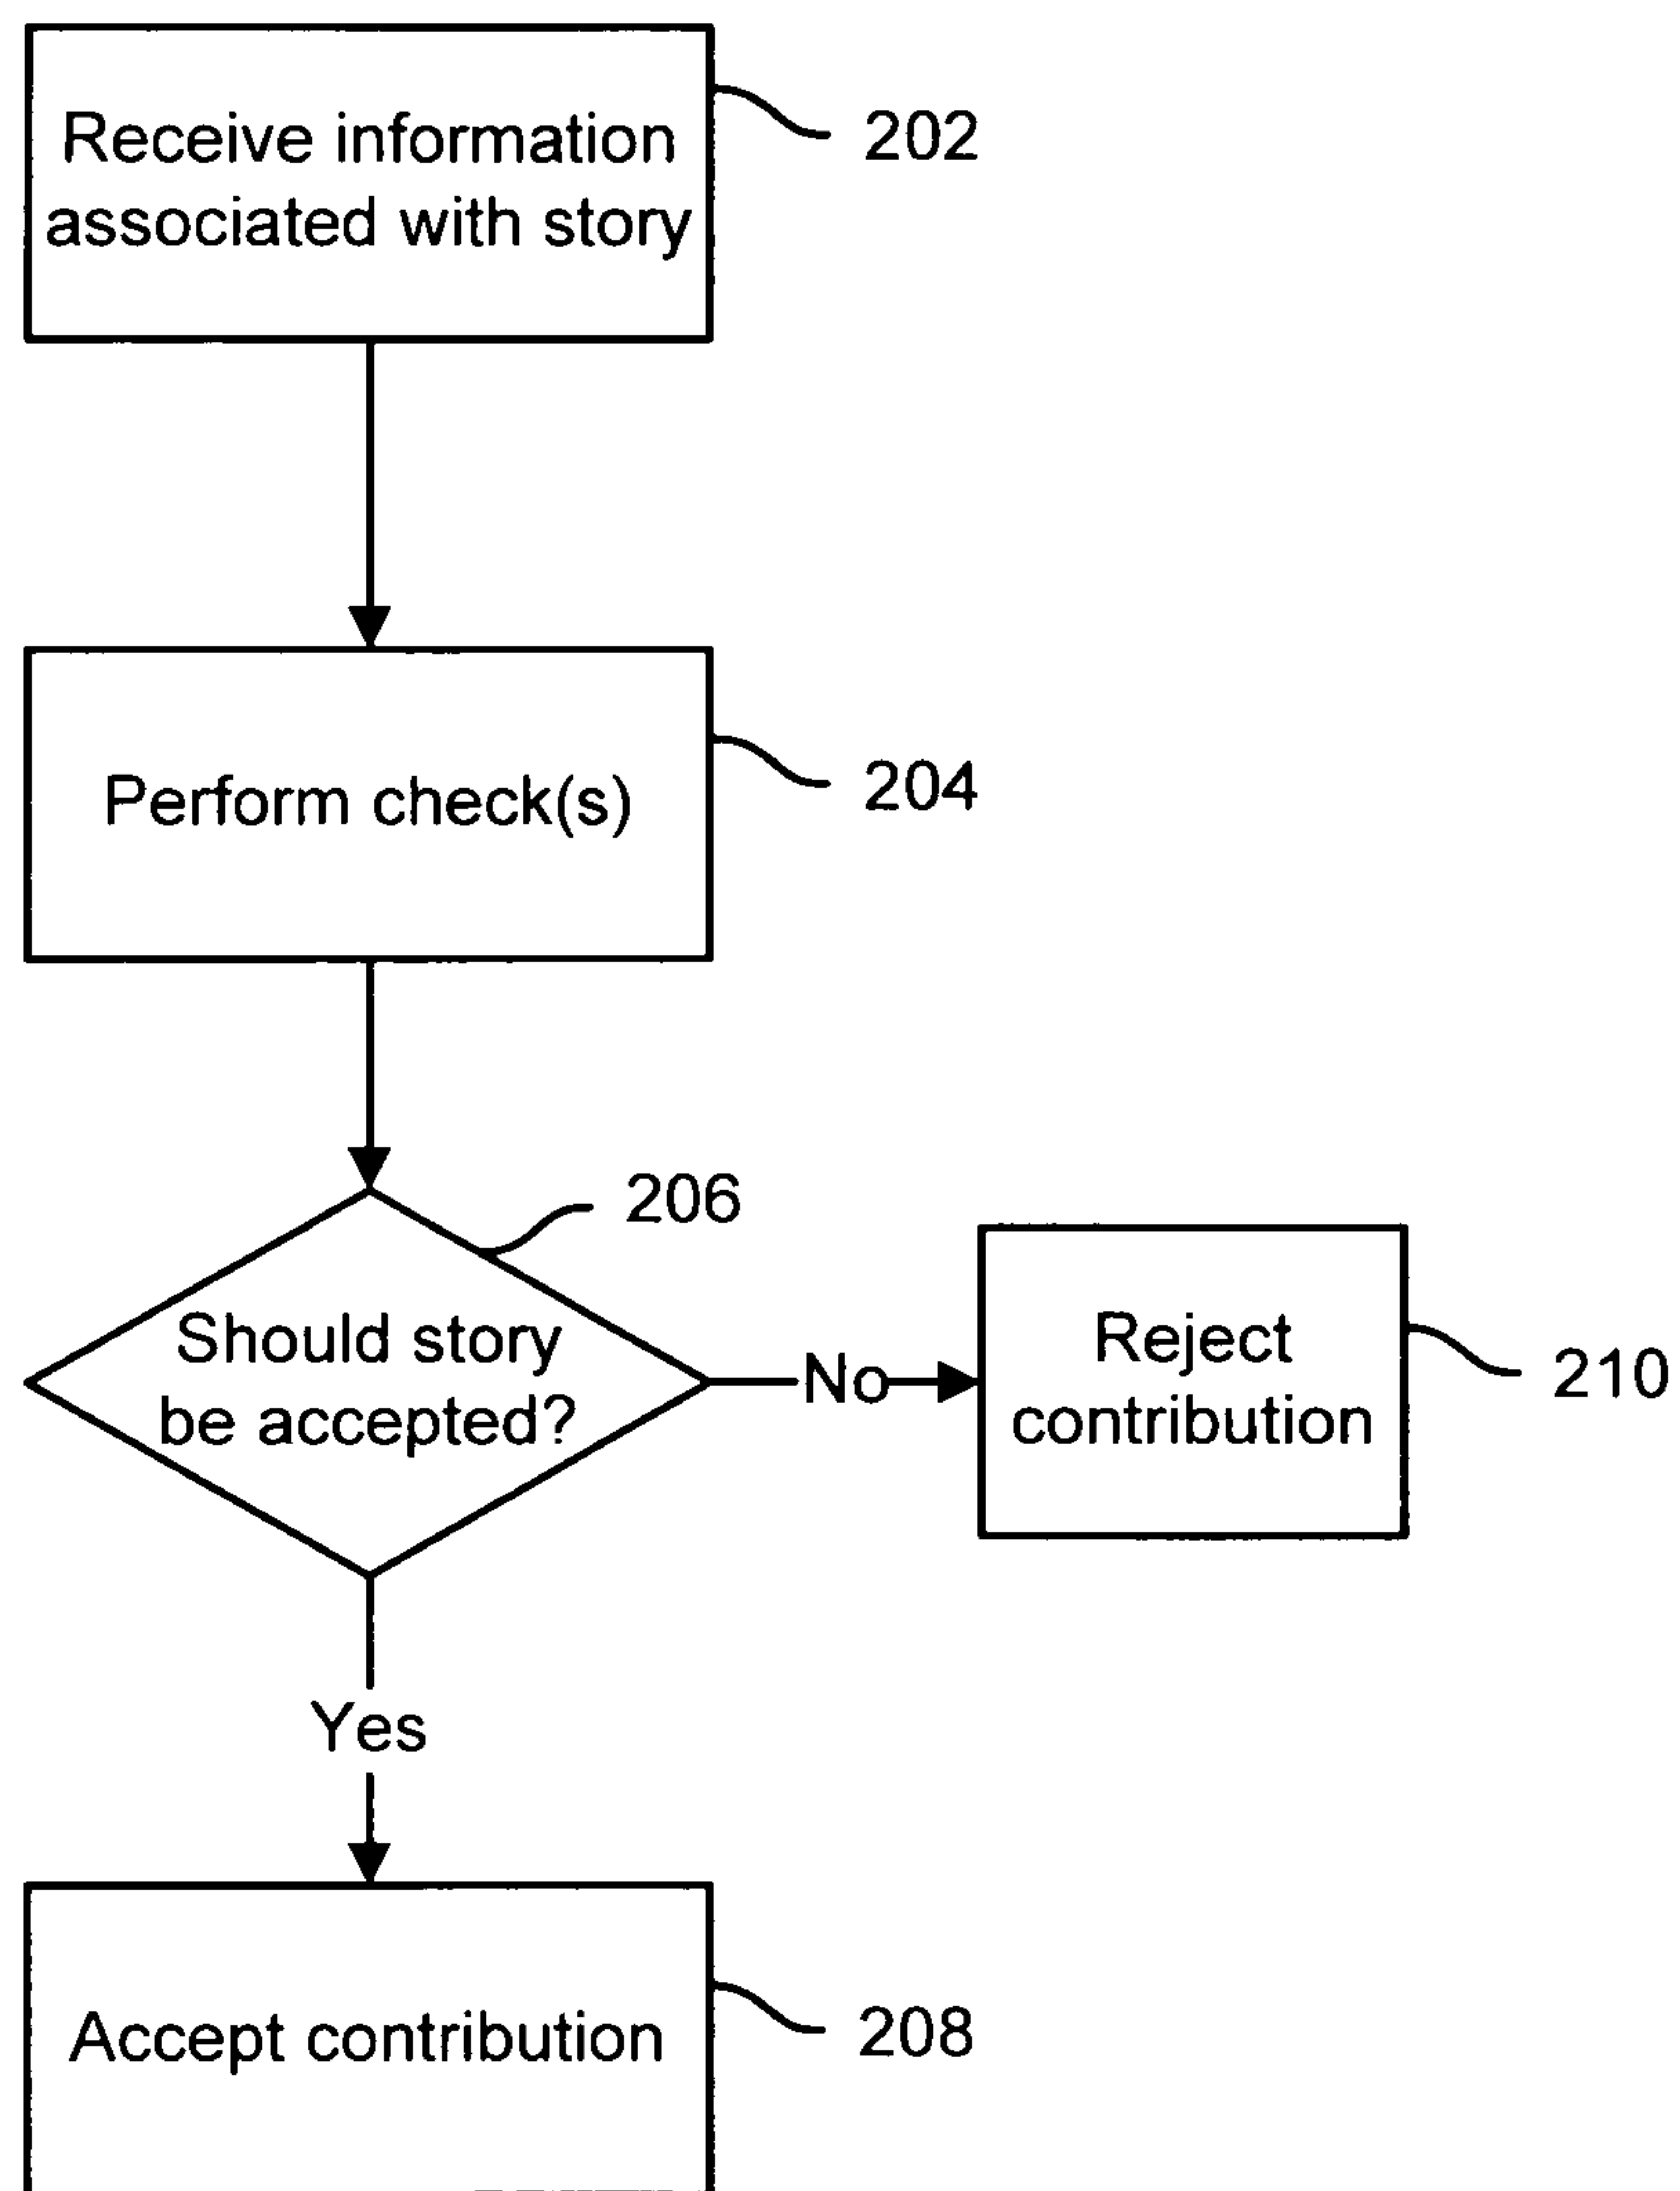 Receive information
associated with story
202
Perform check(s)
204
206
Should story
be accepted?
No
Reject
contribution
210
Yes
Accept contribution
208